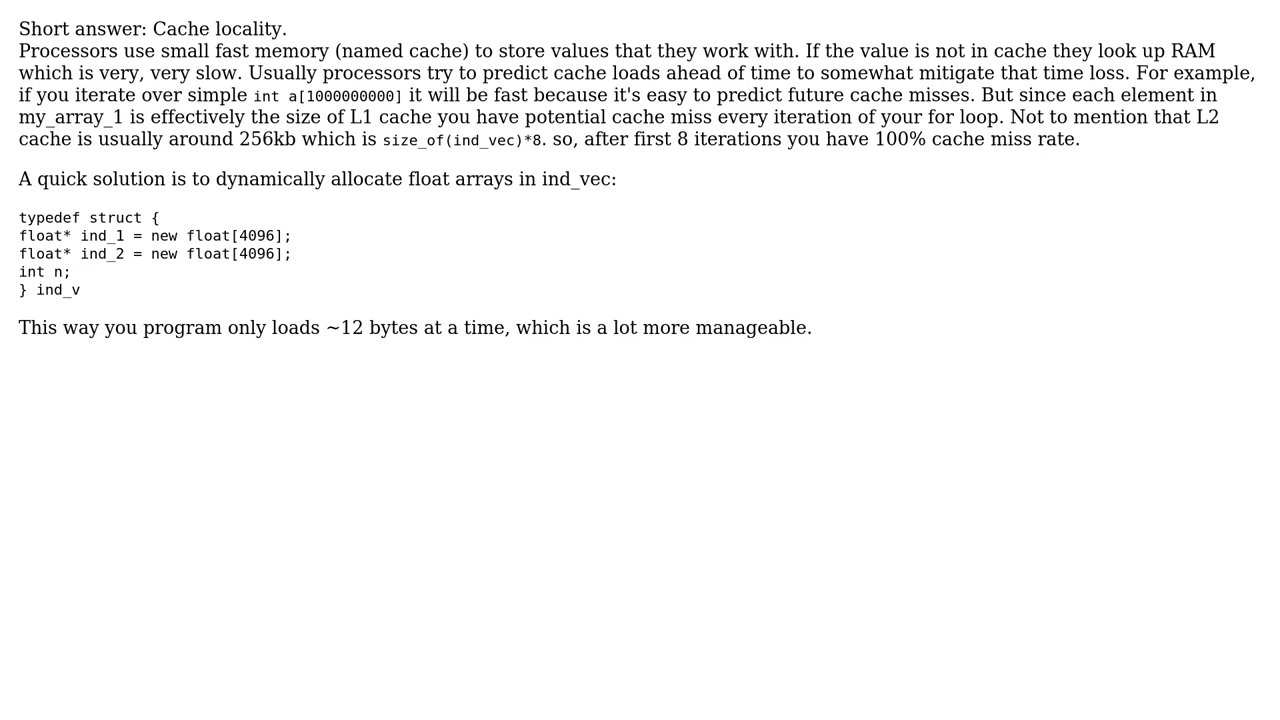 Short answer: Cache locality.
Processors use small fast memory (named cache) to store values that they work with. If the value is not in cache they look up RAM
which is very, very slow. Usually processors try to predict cache loads ahead of time to somewhat mitigate that time loss. For example,
if you iterate over simple int a[1000000000] it will be fast because it's easy to predict future cache misses. But since each element in
my_array_1 is effectively the size of L1 cache you have potential cache miss every iteration of your for loop. Not to mention that L2
cache is usually around 256kb which is size_of(ind_vec)*8. so, after first 8 iterations you have 100% cache miss rate.
A quick solution is to dynamically allocate float arrays in ind_vec:
typedef struct {
float* ind_1 = new float[4096];
float* ind_2 = new float[4096];
int n;
} ind_v
This way you program only loads ~12 bytes at a time, which is a lot more manageable.